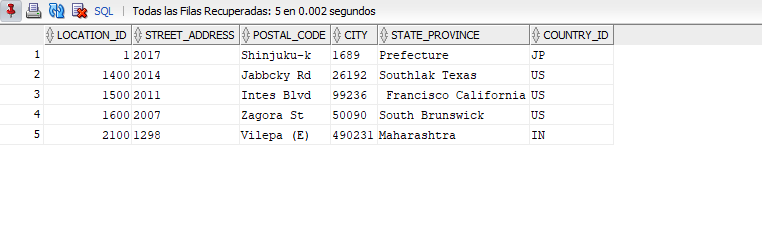 SQL | Todas las Filas Recuperadas: 5 en 0.002 segundos
LOCATION_ID STREET_ADDRESS POSTAL_CODE CITY STATE_PROVINCE COUNTRY_ID
1 1 2017 Shinjuku-k 1689 Prefecture JP
2 1400 2014 Jabbcky Rd 26192 Southlak Texas US
3 1500 2011 Intes Blvd 99236 Francisco California US
4 1600 2007 Zagora St 50090 South Brunswick US
5 2100 1298 Vilepa (E) 490231 Maharashtra IN